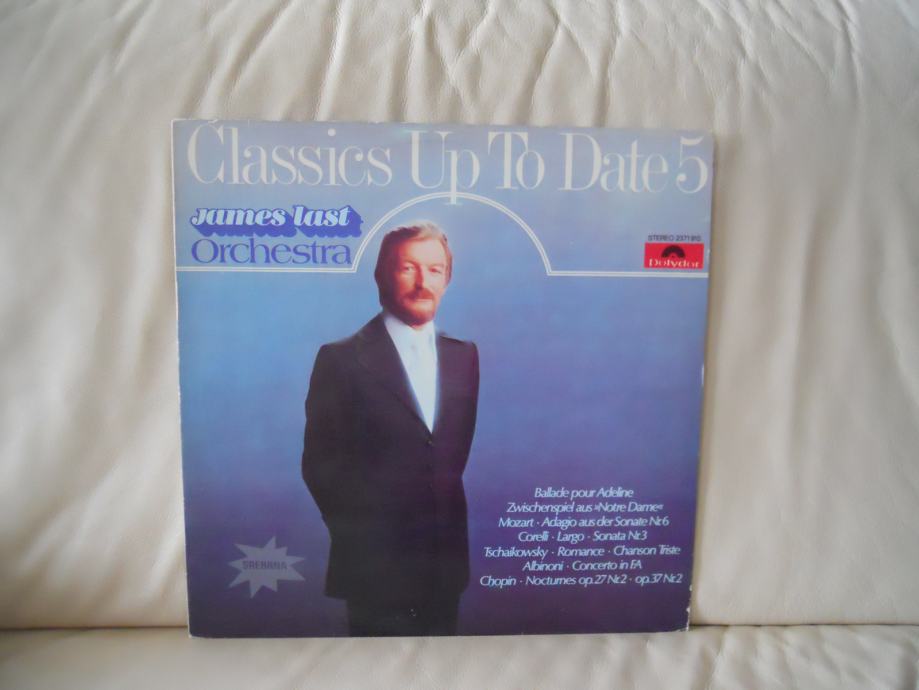 Classics Up To Date 5
James Last
Orchestra
STEREO 2371 910
Polydor
Ballade pour Adeline
Zwischenspiel aus »Notre Dame«
Mozart · Adagio aus der Sonate Nr.6
Corelli · Largo · Sonata Nr.3
Tschaikowsky · Romance · Chanson Triste
Albinoni · Concerto in FA
Chopin · Nocturnes op.27 Nr.2 · op.37 Nr.2
SREBRNA